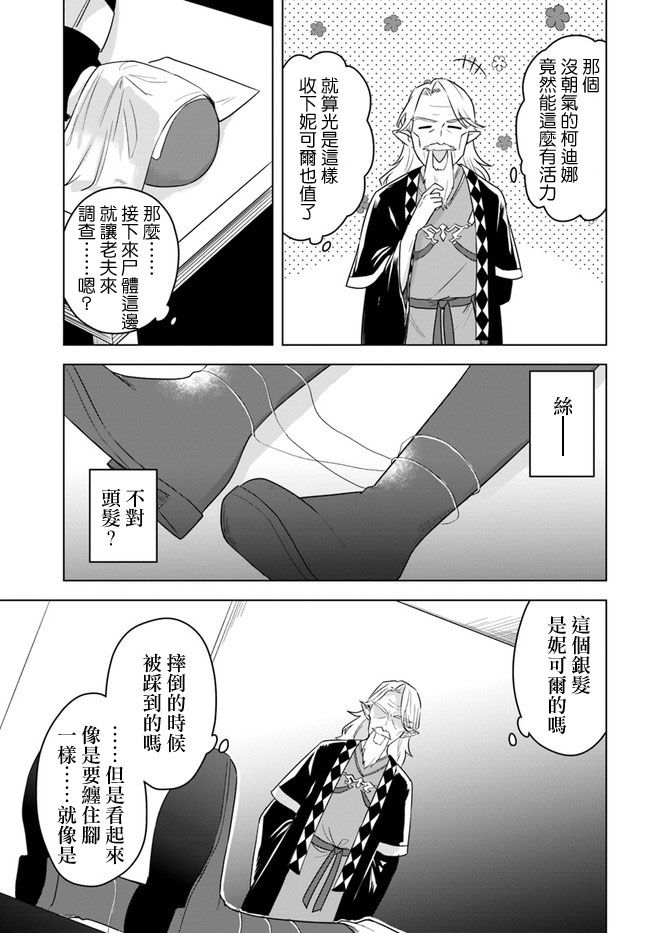 那個
沒朝氣的柯迪娜
竟然能這麼有活力
就算光是這樣
收下妮可爾也值了
那麼……
接下來尸體這邊
就讓老夫來
調查……嗯？
絲——
不對
頭髮？
這個銀髮
是妮可爾的嗎
摔倒的時候
被踩到的嗎
……但是看起來
像是要纏住腳
一樣……就像是